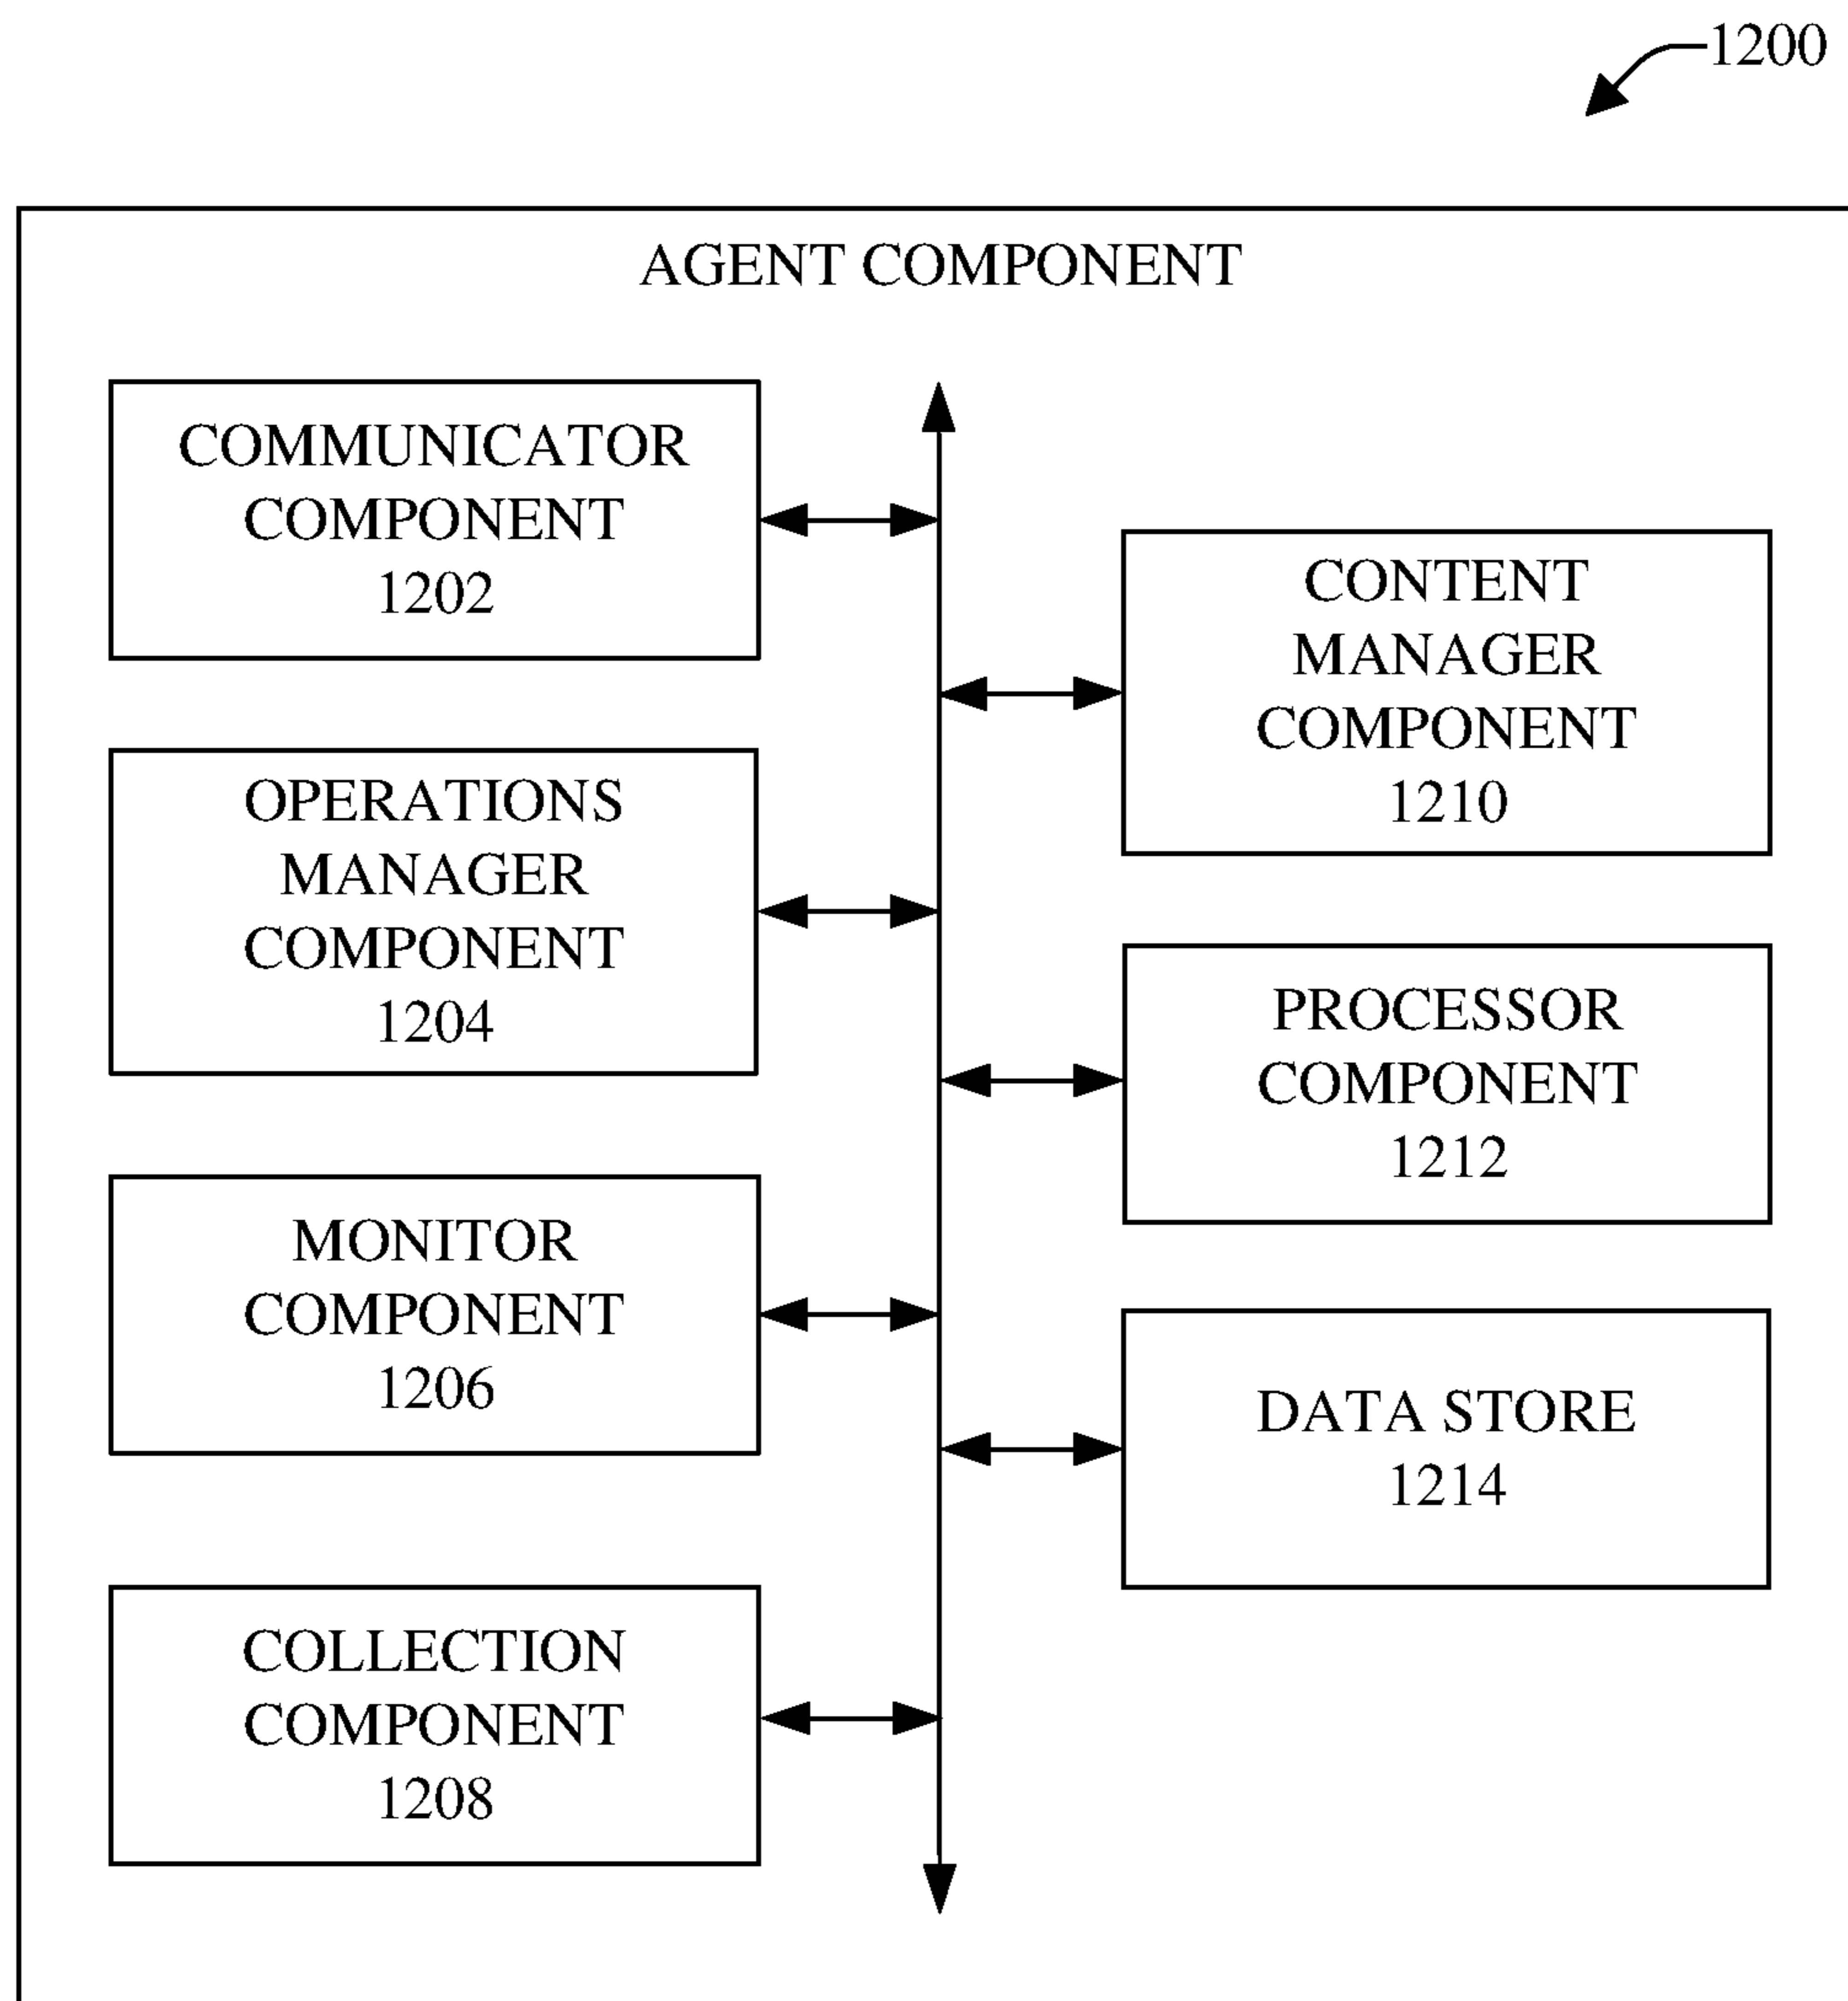 1200
AGENT COMPONENT
COMMUNICATOR
COMPONENT
1202
OPERATIONS
MANAGER
COMPONENT
1204
MONITOR
COMPONENT
1206
COLLECTION
COMPONENT
1208
CONTENT
MANAGER
COMPONENT
1210
PROCESSOR
COMPONENT
1212
DATA STORE
1214